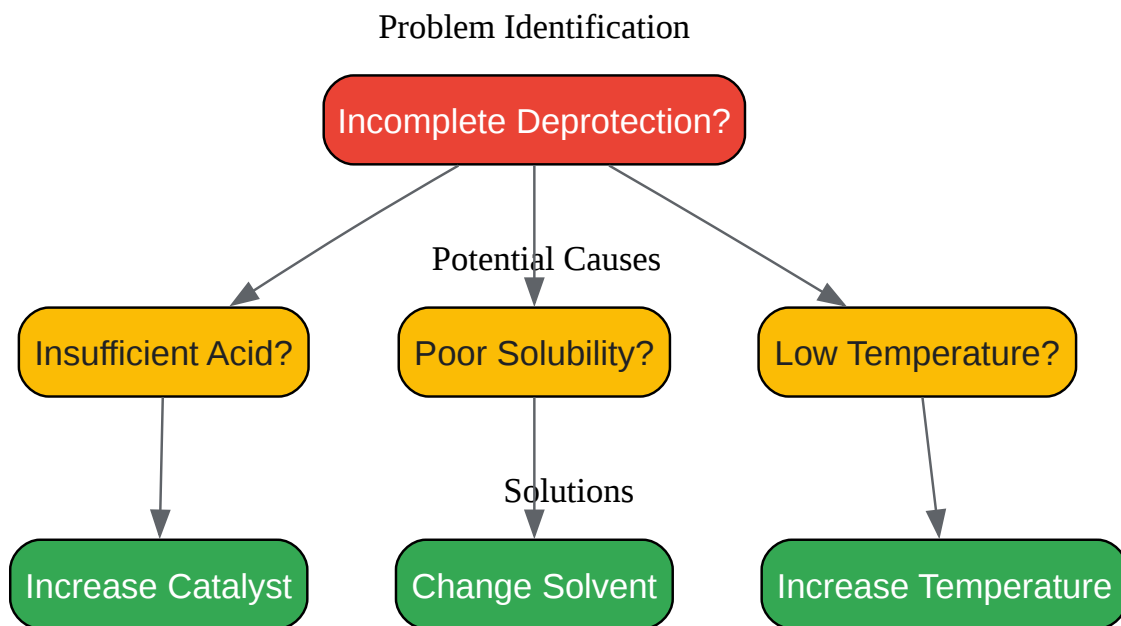 Problem Identification
Incomplete Deprotection?
Potential Causes
Insufficient Acid?
Poor Solubility?
Low Temperature?
Solutions
Increase Catalyst
Change Solvent
Increase Temperature